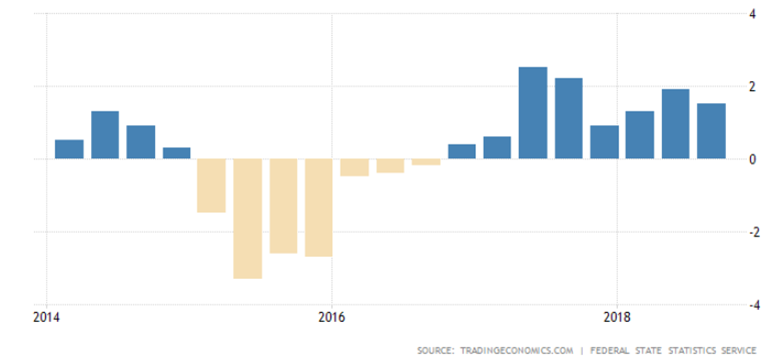 4
2
0
-2
-4
2014 2016 2018
SOURCE: TRADINGECONOMICS.COM | FEDERAL STATE STATISTICS SERVICE